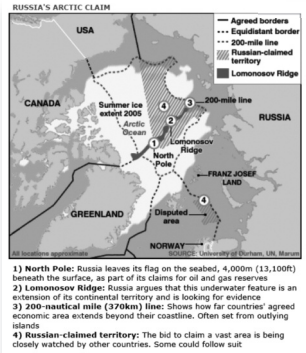 RUSSIA'S ARCTIC CLAIM
Agreed borders
Equidistant border
200-mile line
Russian-claimed
territory
Lomonosov Ridge
USA
CANADA
Summer ice
extent 2005
Arctic
Ocean
4
3
200-mile line
2
RUSSIA
1
Lomonosov
Ridge
North
Pole
FRANZ JOSEF
LAND
GREENLAND
4
Disputed
area
NORWAY
All locations approximate
SOURCE: University of Durham, UN, Marum
1) North Pole: Russia leaves its flag on the seabed, 4,000m (13,100ft)
beneath the surface, as part of its claims for oil and gas reserves
2) Lomonosov Ridge: Russia argues that this underwater feature is
an extension of its continental territory and is looking for evidence
3) 200-nautical mile (370km) line: Shows how far countries' agreed
economic area extends beyond their coastline. Often set from outlying
islands
4) Russian-claimed territory: The bid to claim a vast area is being
closely watched by other countries. Some could follow suit